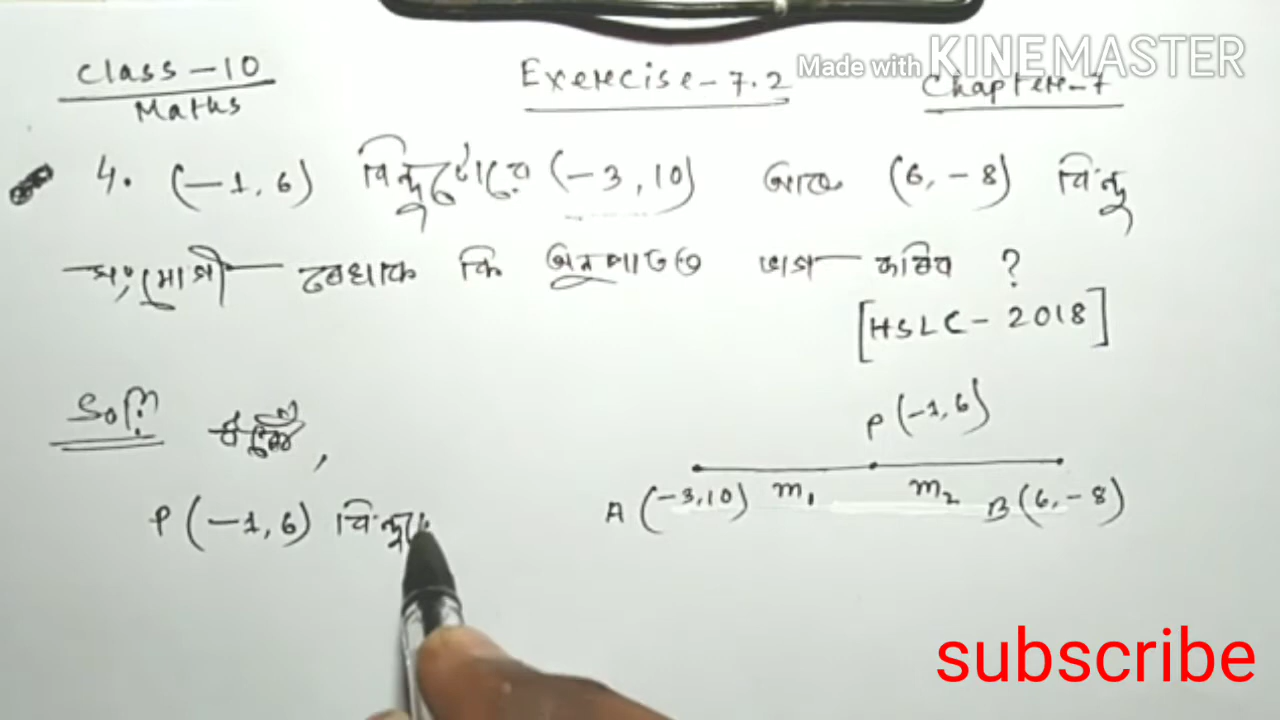 Made with KINEMASTER
Class-10 Exercise-7.2 Chapter-7
Maths
4. (-1,6) বিন্দুটোৱে (-3,10) আৰু (6,-8) বিন্দু
সংযোগী ৰেখাক কি অনুপাতত ভাগ কৰিব ?
[HSLC-2018]
Solⁿ:
P(-1,6)
A(-3,10) m₁ m₂ B(6,-8)
P(-1,6) বিন্দু
subscribe